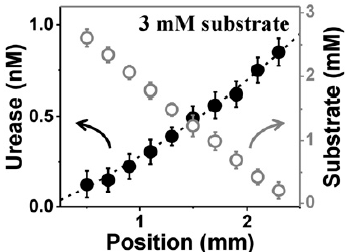 3 mM substrate
1.0
0.5
0.0
Urease (nM)
3
2
1
0
Substrate (mM)
1
2
Position (mm)